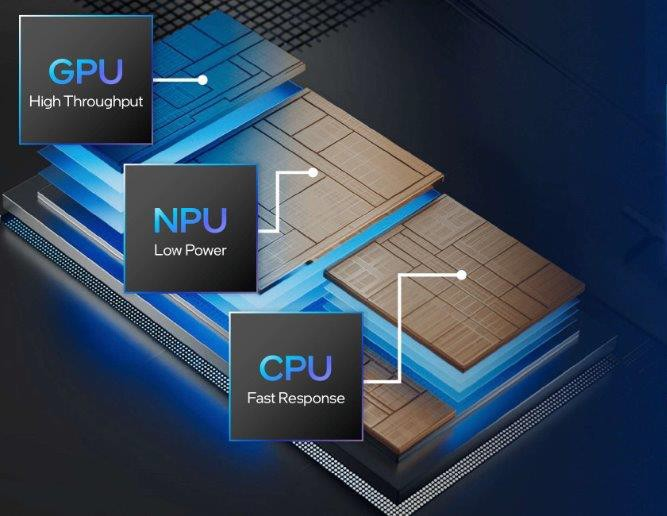 GPU
High Throughput
NPU
Low Power
CPU
Fast Response